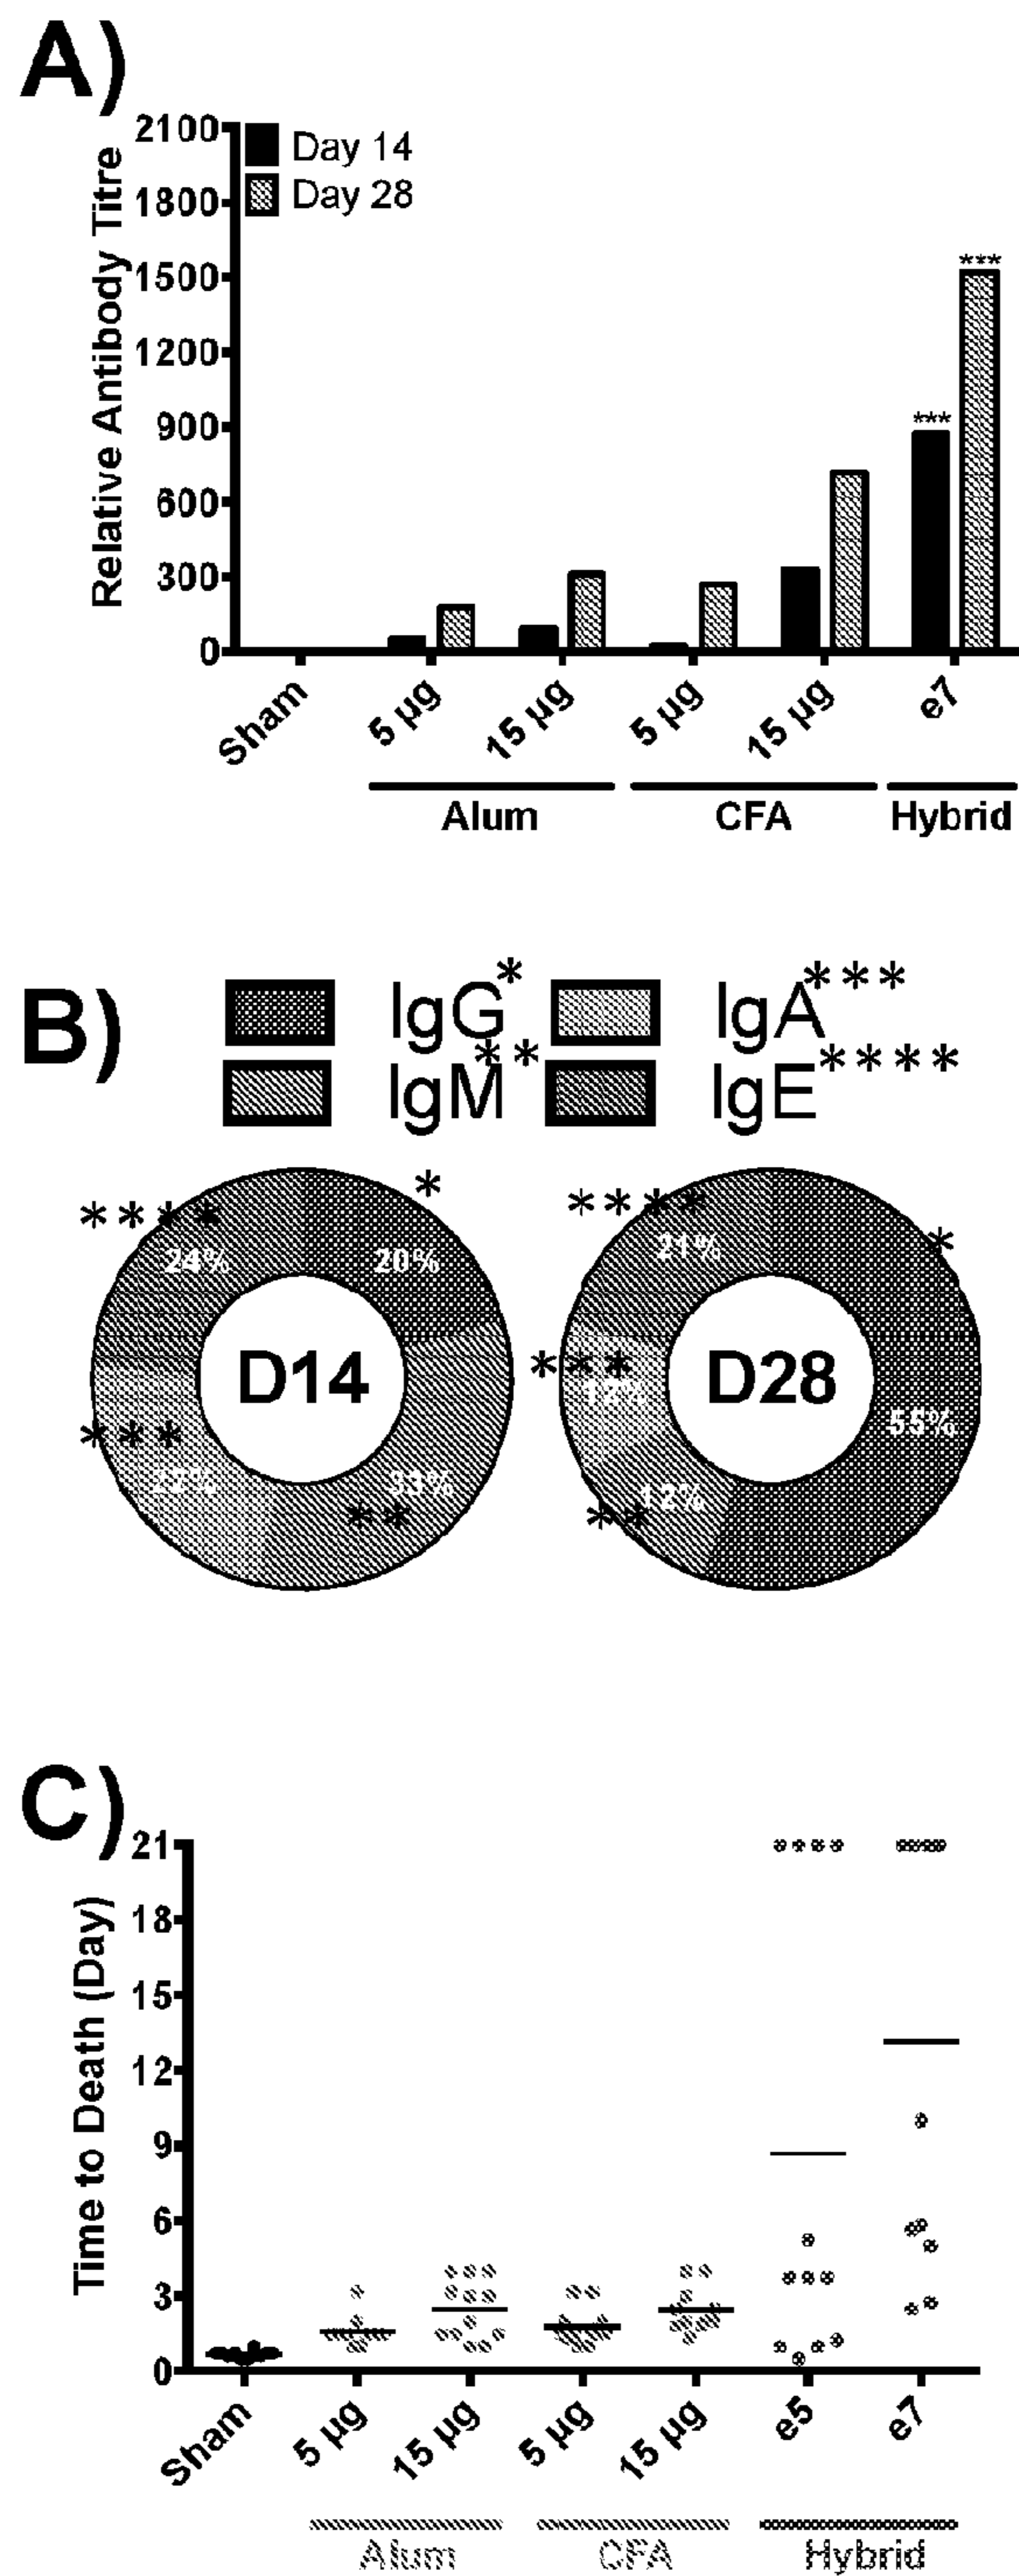 A)
2100
1800
1500
1200
900
600
300
0
Relative Antibody Titre
Day 14
Day 28
***
***
Sham
5 µg
15 µg
5 µg
15 µg
e7
Alum
CFA
Hybrid
B)
IgG* IgA***
IgM** IgE****
****
24%
*
20%
D14
***
22%
33%
**
****
21%
*
D28
***
12%
55%
12%
**
C)
21
18
15
12
9
6
3
0
Time to Death (Day)
Sham
5 µg
15 µg
5 µg
15 µg
e5
e7
Alum
CFA
Hybrid